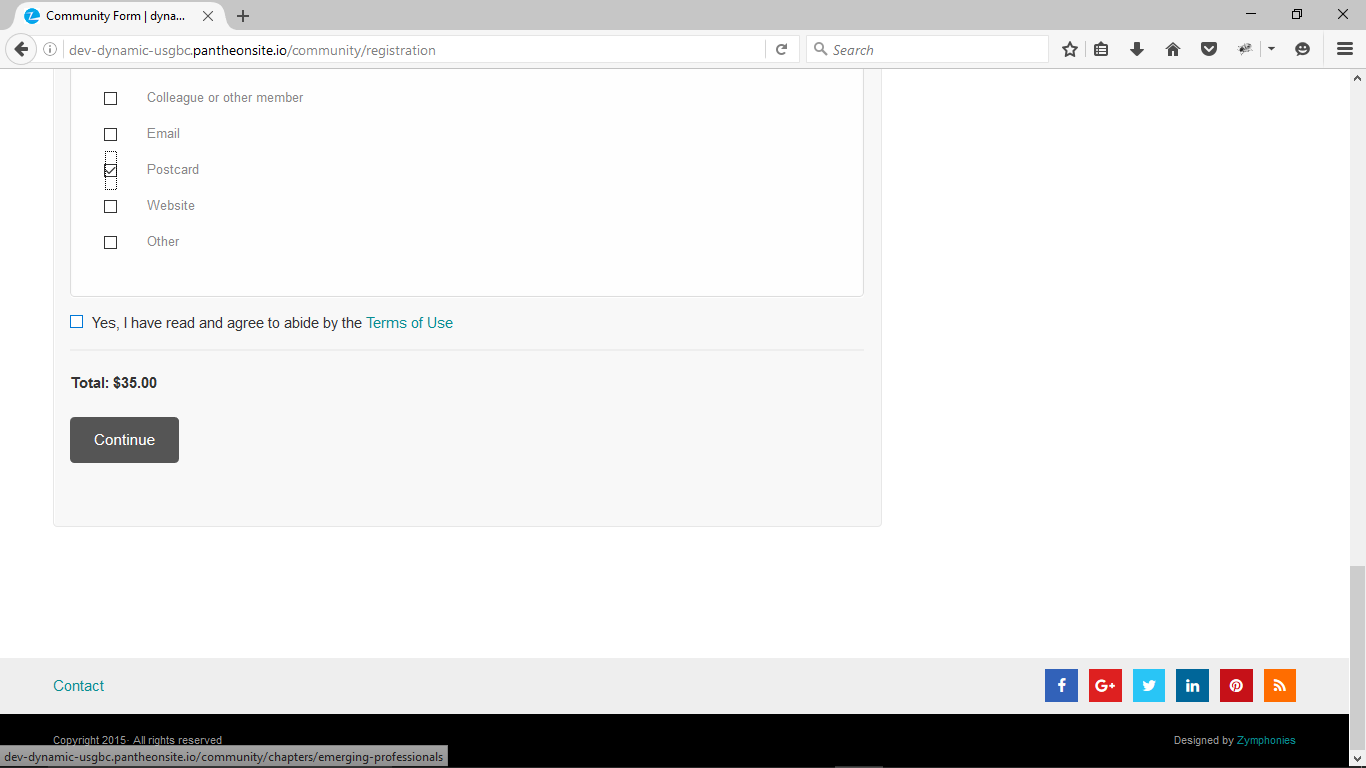 Community Form | dyna...
dev-dynamic-usgbc.pantheonsite.io/community/registration
Search
Colleague or other member
Email
Postcard
Website
Other
Yes, I have read and agree to abide by the Terms of Use
Total: $35.00
Continue
Contact
Copyright 2015· All rights reserved
Designed by Zymphonies
dev-dynamic-usgbc.pantheonsite.io/community/chapters/emerging-professionals